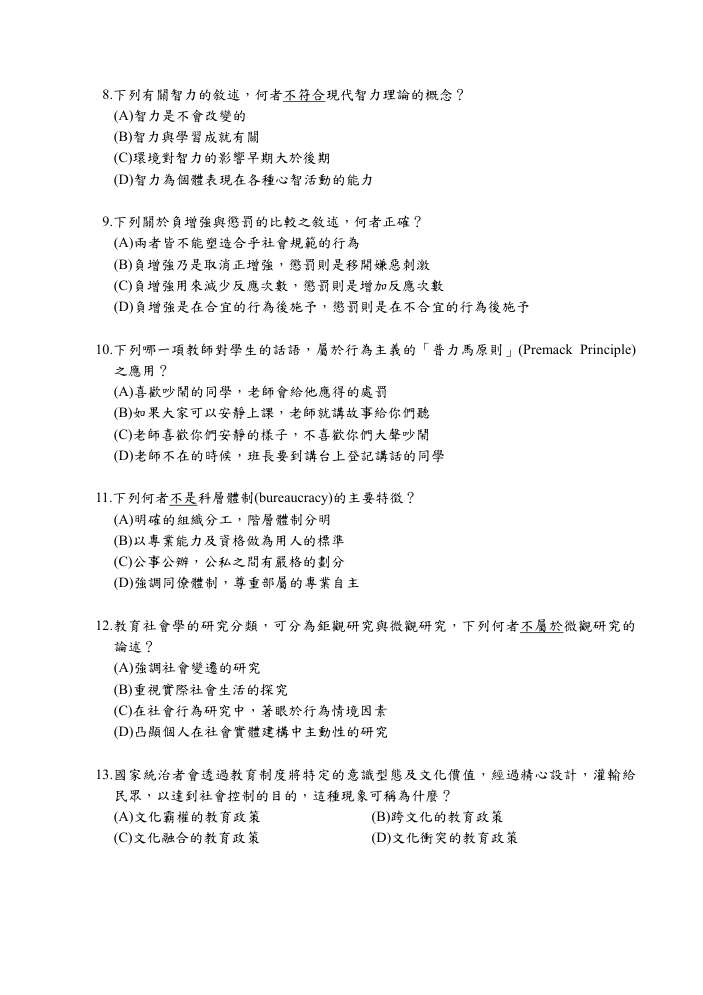 8.下列有關智力的敘述，何者不符合現代智力理論的概念？
(A)智力是不會改變的
(B)智力與學習成就有關
(C)環境對智力的影響早期大於後期
(D)智力為個體表現在各種心智活動的能力
9.下列關於負增強與懲罰的比較之敘述，何者正確？
(A)兩者皆不能塑造合乎社會規範的行為
(B)負增強乃是取消正增強，懲罰則是移開嫌惡刺激
(C)負增強用來減少反應次數，懲罰則是增加反應次數
(D)負增強是在合宜的行為後施予，懲罰則是在不合宜的行為後施予
10.下列哪一項教師對學生的話語，屬於行為主義的「普力馬原則」(Premack Principle)
之應用？
(A)喜歡吵鬧的同學，老師會給他應得的處罰
(B)如果大家可以安靜上課，老師就講故事給你們聽
(C)老師喜歡你們安靜的樣子，不喜歡你們大聲吵鬧
(D)老師不在的時候，班長要到講台上登記講話的同學
11.下列何者不是科層體制(bureaucracy)的主要特徵？
(A)明確的組織分工，階層體制分明
(B)以專業能力及資格做為用人的標準
(C)公事公辦，公私之間有嚴格的劃分
(D)強調同僚體制，尊重部屬的專業自主
12.教育社會學的研究分類，可分為鉅觀研究與微觀研究，下列何者不屬於微觀研究的
論述？
(A)強調社會變遷的研究
(B)重視實際社會生活的探究
(C)在社會行為研究中，著眼於行為情境因素
(D)凸顯個人在社會實體建構中主動性的研究
13.國家統治者會透過教育制度將特定的意識型態及文化價值，經過精心設計，灌輸給
民眾，以達到社會控制的目的，這種現象可稱為什麼？
(A)文化霸權的教育政策 (B)跨文化的教育政策
(C)文化融合的教育政策 (D)文化衝突的教育政策